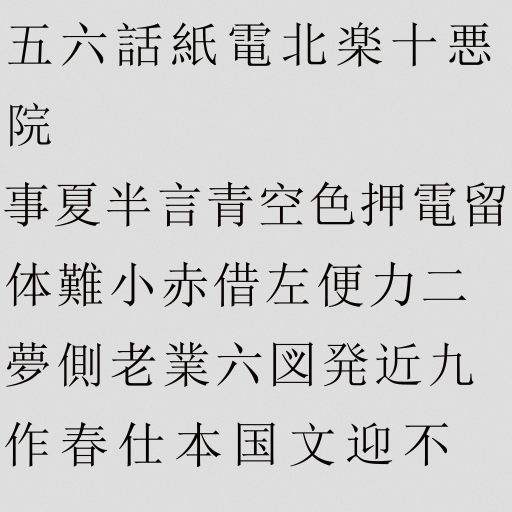 五六話紙電北楽十悪
院
事夏半言青空色押電留
体難小赤借左便力二
夢側老業六図発近九
作春仕本国文迎不